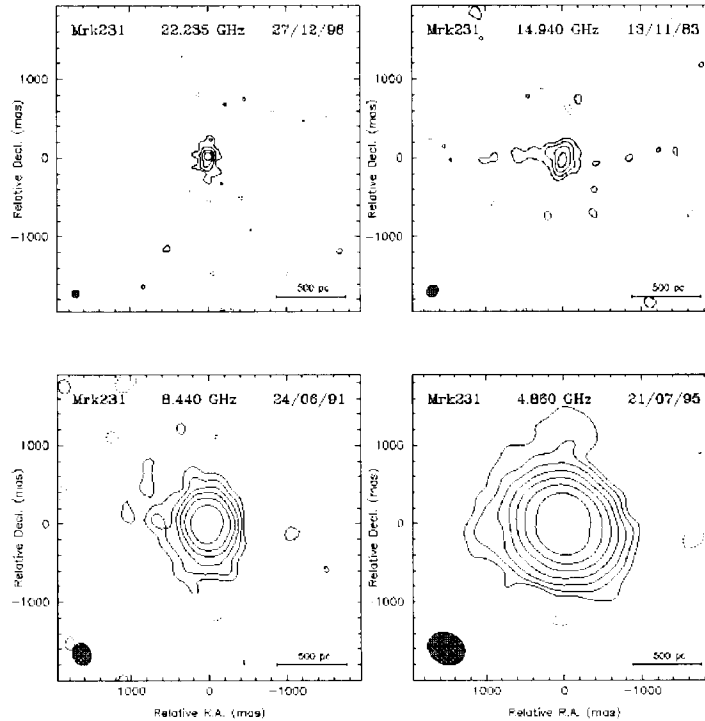 Mrk231 22.235 GHz 27/12/96
Mrk231 14.940 GHz 13/11/83
Relative Decl. (mas)
1000
0
-1000
500 pc
Relative Decl. (mas)
1000
0
-1000
500 pc
Mrk231 8.440 GHz 24/06/91
Mrk231 4.860 GHz 21/07/95
Relative Decl. (mas)
1000
0
-1000
500 pc
Relative Decl. (mas)
1000
0
-1000
500 pc
1000 0 -1000
1000 0 -1000
Relative R.A. (mas)
Relative R.A. (mas)